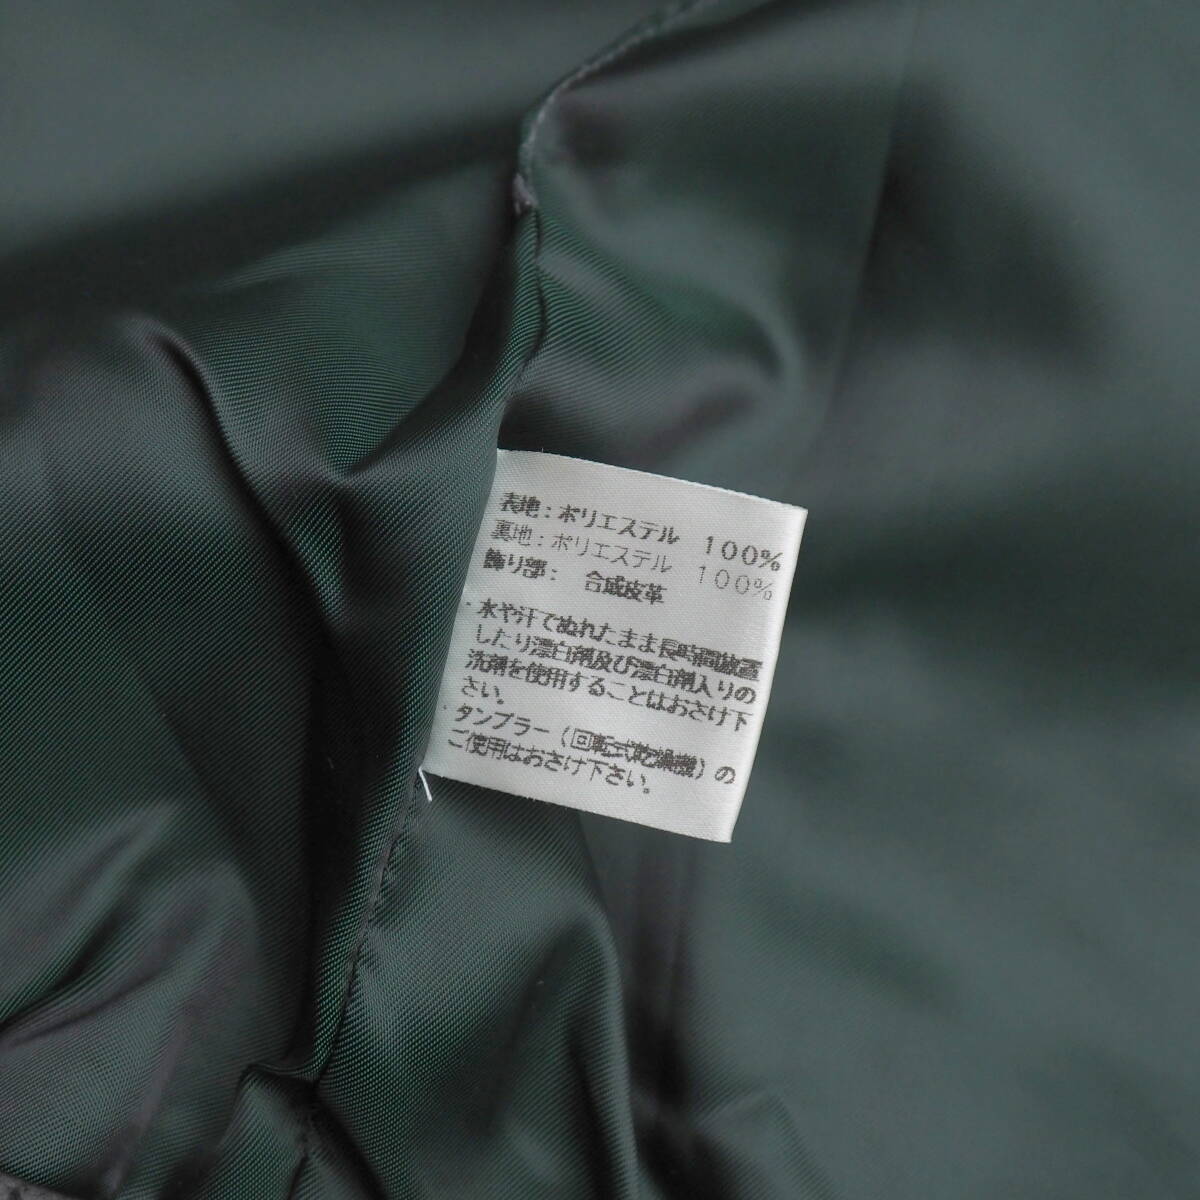 表地：ポリエステル 100%
裏地：ポリエステル 100%
飾り部： 合成皮革
・水や汗でぬれたまま長時間放置
したり漂白剤及び漂白剤入りの
洗剤を使用することはおさけ下
さい。
・タンブラー（回転式乾燥機）の
ご使用はおさけ下さい。